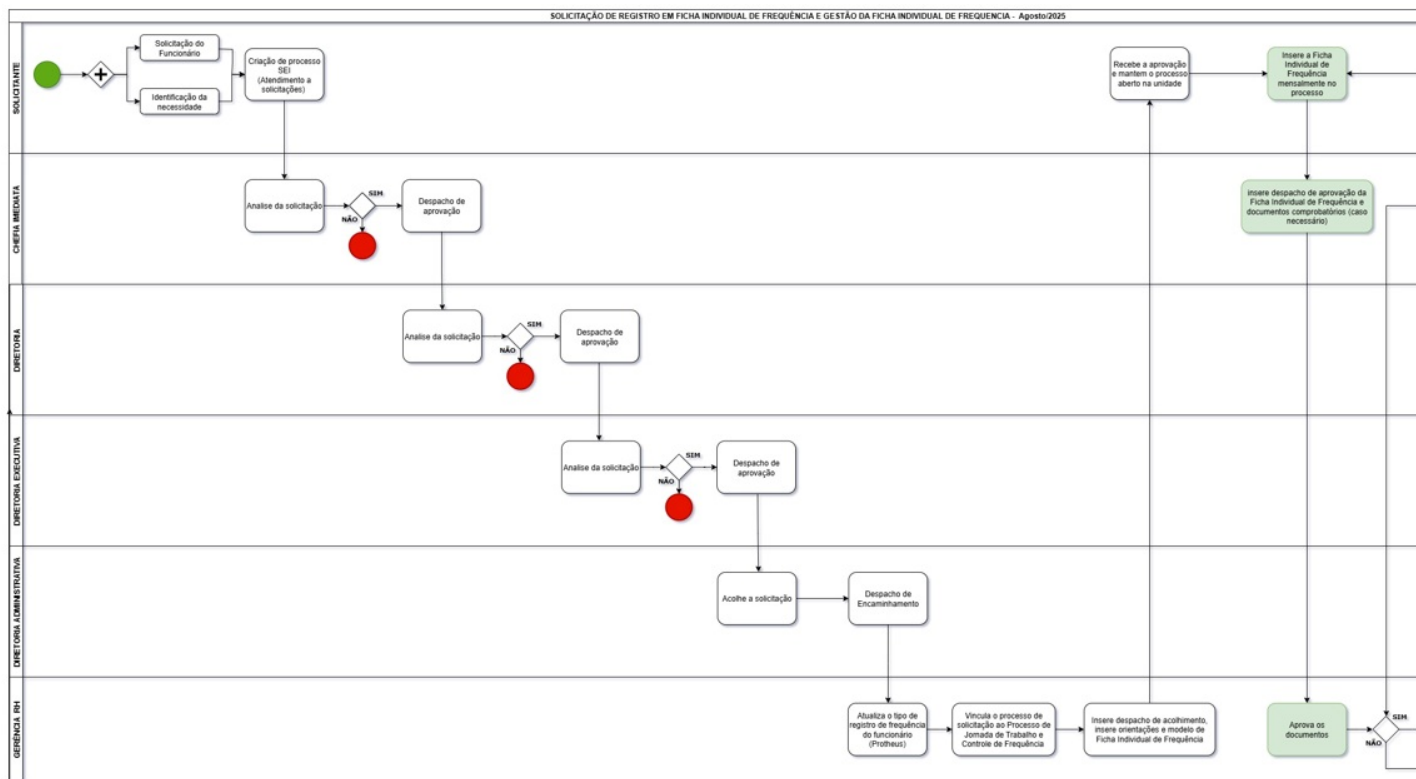 SOLICITAÇÃO DE REGISTRO EM FICHA INDIVIDUAL DE FREQUÊNCIA E GESTÃO DA FICHA INDIVIDUAL DE FREQUENCIA - Agosto/2025
SOLICITANTE
Solicitação do
Funcionário
Identificação da
necessidade
Criação de processo
SEI
(Atendimento a
solicitações)
Recebe a aprovação
e mantem o processo
aberto na unidade
Insere a Ficha
Individual de
Frequência
mensalmente no
processo
CHEFIA IMEDIATA
Analise da solicitação
SIM
NÃO
Despacho de
aprovação
insere despacho de aprovação da
Ficha Individual de Frequência e
documentos comprobatórios (caso
necessário)
DIRETORIA
Analise da solicitação
SIM
NÃO
Despacho de
aprovação
DIRETORIA EXECUTIVA
Analise da solicitação
SIM
NÃO
Despacho de
aprovação
DIRETORIA ADMINISTRATIVA
Acolhe a solicitação
Despacho de
Encaminhamento
GERÊNCIA RH
Atualiza o tipo de
registro de frequência
do funcionário
(Protheus)
Vincula o processo de
solicitação ao Processo de
Jornada de Trabalho e
Controle de Frequência
Insere despacho de acolhimento,
insere orientações e modelo de
Ficha Individual de Frequência
Aprova os
documentos
SIM
NÃO